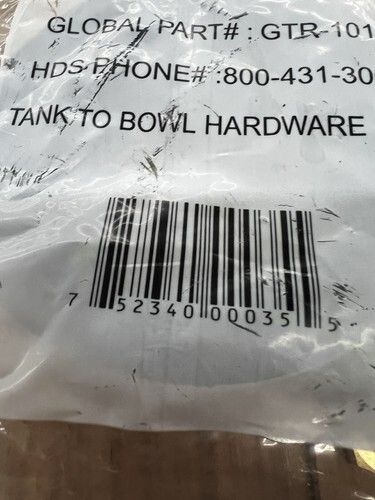 GLOBAL PART# : GTR-101
HDS PHONE# :800-431-30
TANK TO BOWL HARDWARE
7 52340 00035 5